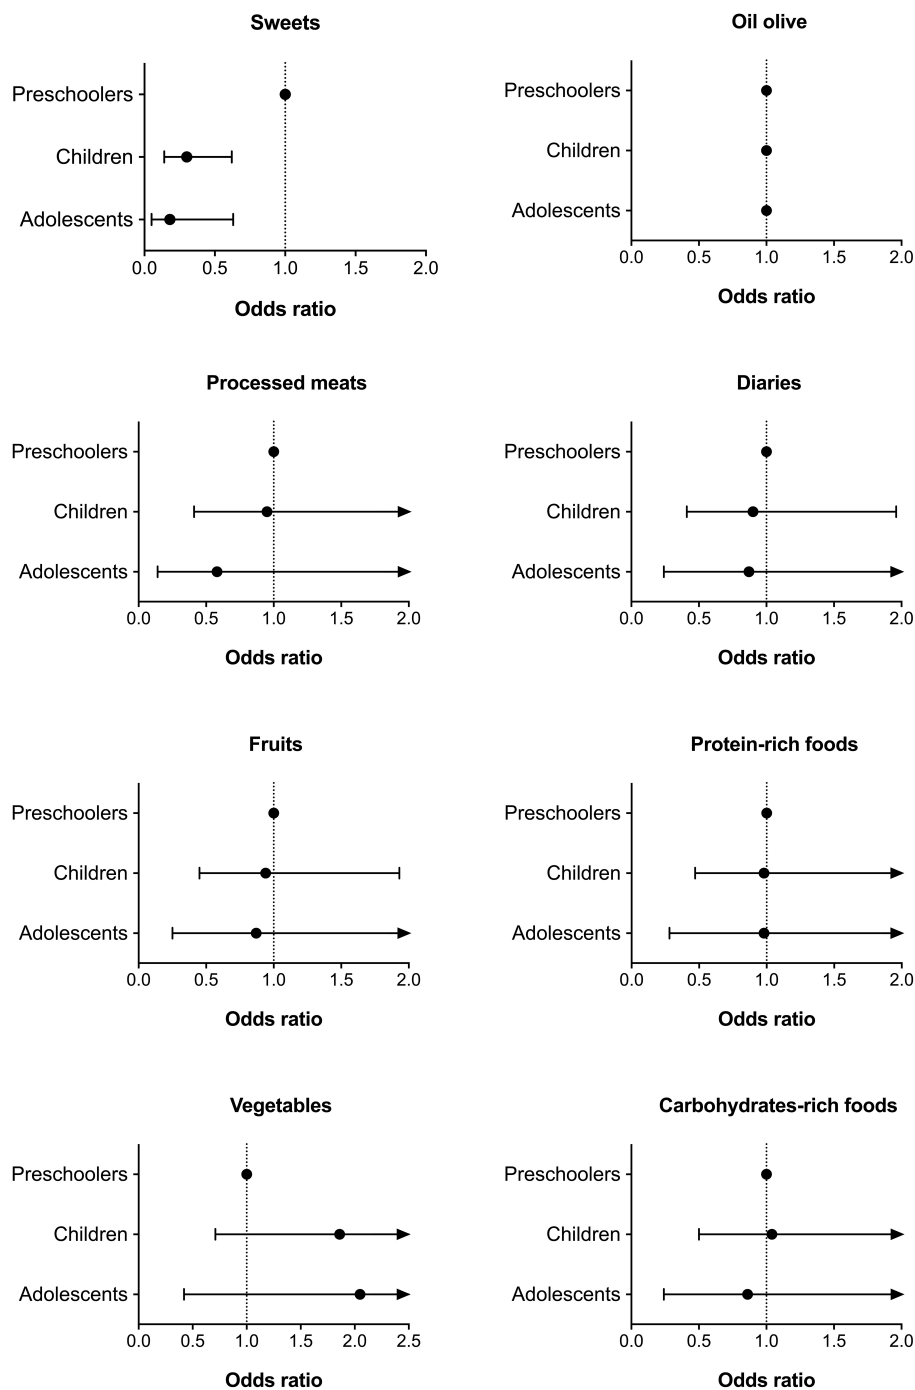 Sweets
Preschoolers
Children
Adolescents
0.0 0.5 1.0 1.5 2.0
Odds ratio
Oil olive
Preschoolers
Children
Adolescents
0.0 0.5 1.0 1.5 2.0
Odds ratio
Processed meats
Preschoolers
Children
Adolescents
0.0 0.5 1.0 1.5 2.0
Odds ratio
Diaries
Preschoolers
Children
Adolescents
0.0 0.5 1.0 1.5 2.0
Odds ratio
Fruits
Preschoolers
Children
Adolescents
0.0 0.5 1.0 1.5 2.0
Odds ratio
Protein-rich foods
Preschoolers
Children
Adolescents
0.0 0.5 1.0 1.5 2.0
Odds ratio
Vegetables
Preschoolers
Children
Adolescents
0.0 0.5 1.0 1.5 2.0 2.5
Odds ratio
Carbohydrates-rich foods
Preschoolers
Children
Adolescents
0.0 0.5 1.0 1.5 2.0
Odds ratio